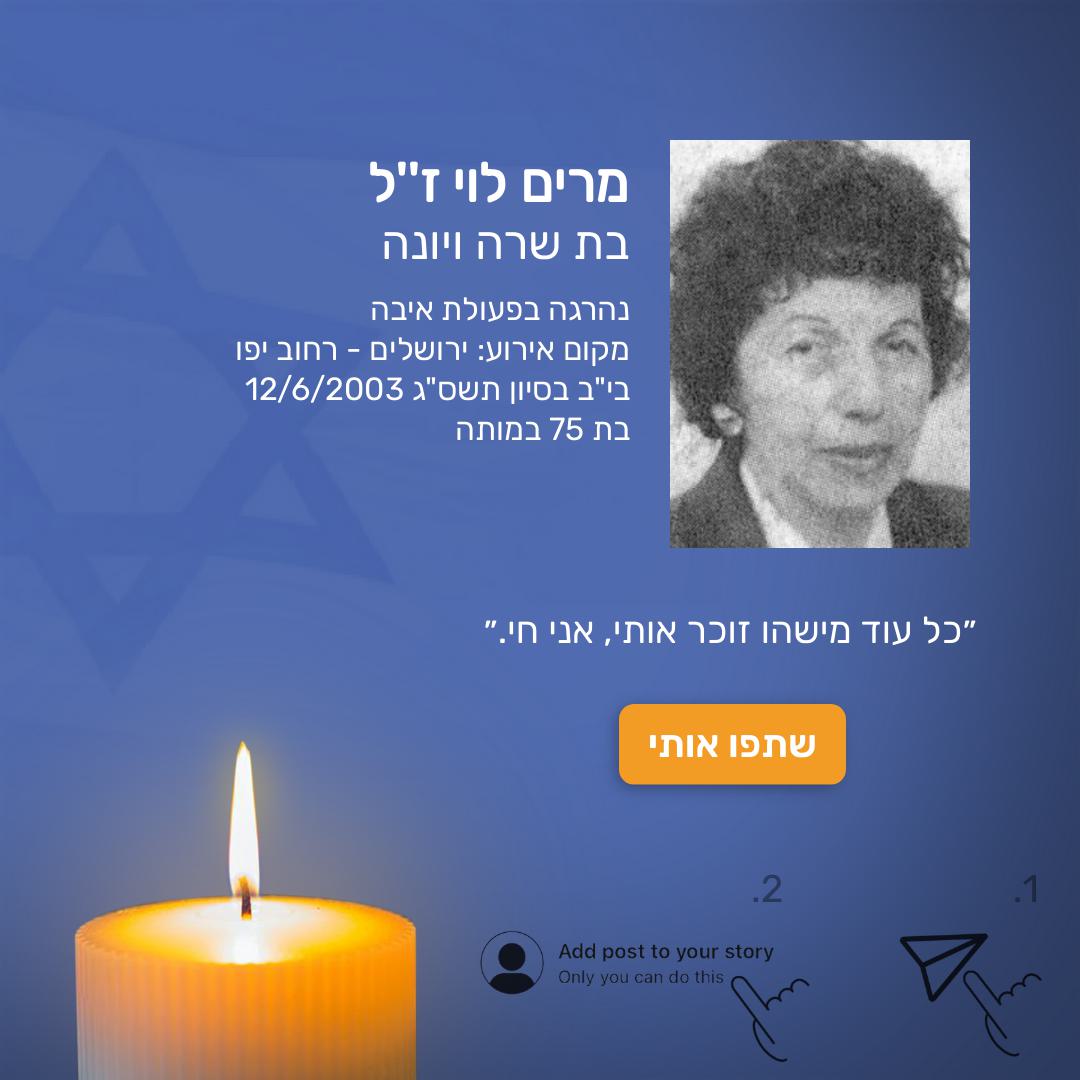 מרים לוי ז"ל
בת שרה ויונה
נהרגה בפעולת איבה
מקום אירוע: ירושלים - רחוב יפו
בי"ב בסיון תשס"ג 12/6/2003
בת 75 במותה
״כל עוד מישהו זוכר אותי, אני חי.״
שתפו אותי
1.
2.
Add post to your story
Only you can do this